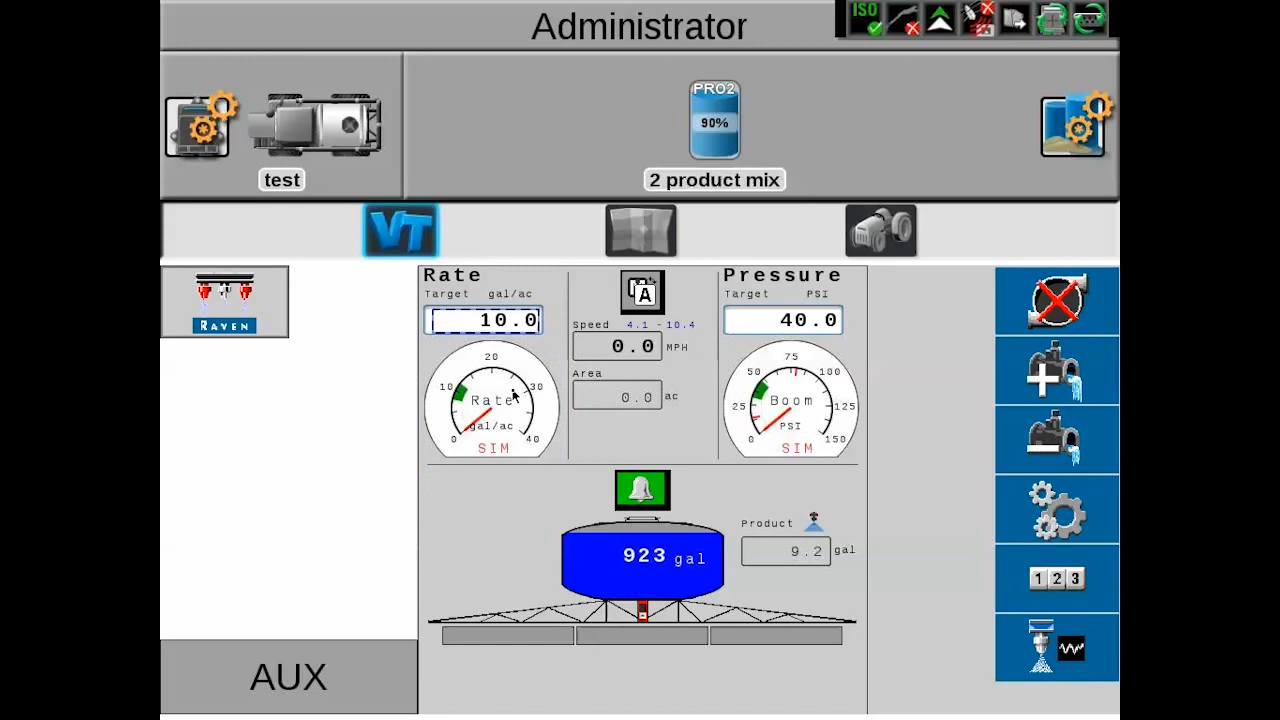 Administrator
ISO
PRO2
90%
test
2 product mix
VT
RAVEN
Rate
Target gal/ac
10.0
0 10 20 30 40
Rate
gal/ac
SIM
A
Speed 4.1 - 10.4
0.0 MPH
Area
0.0 ac
Pressure
Target PSI
40.0
0 25 50 75 100 125 150
Boom
PSI
SIM
923 gal
Product
9.2 gal
1 2 3
AUX